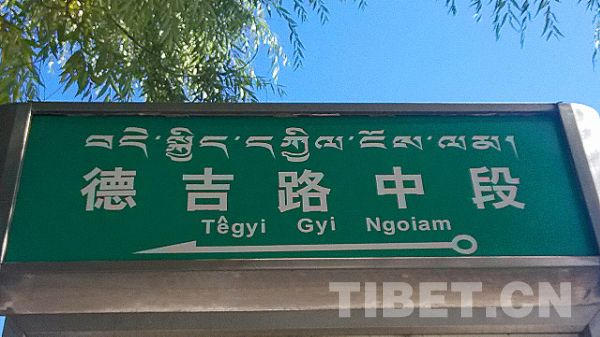 བདེ་སྐྱིད་དཀྱིལ་ངོས་ལམ།
德吉路中段
Têgyi Gyi Ngoiam
TIBET.CN